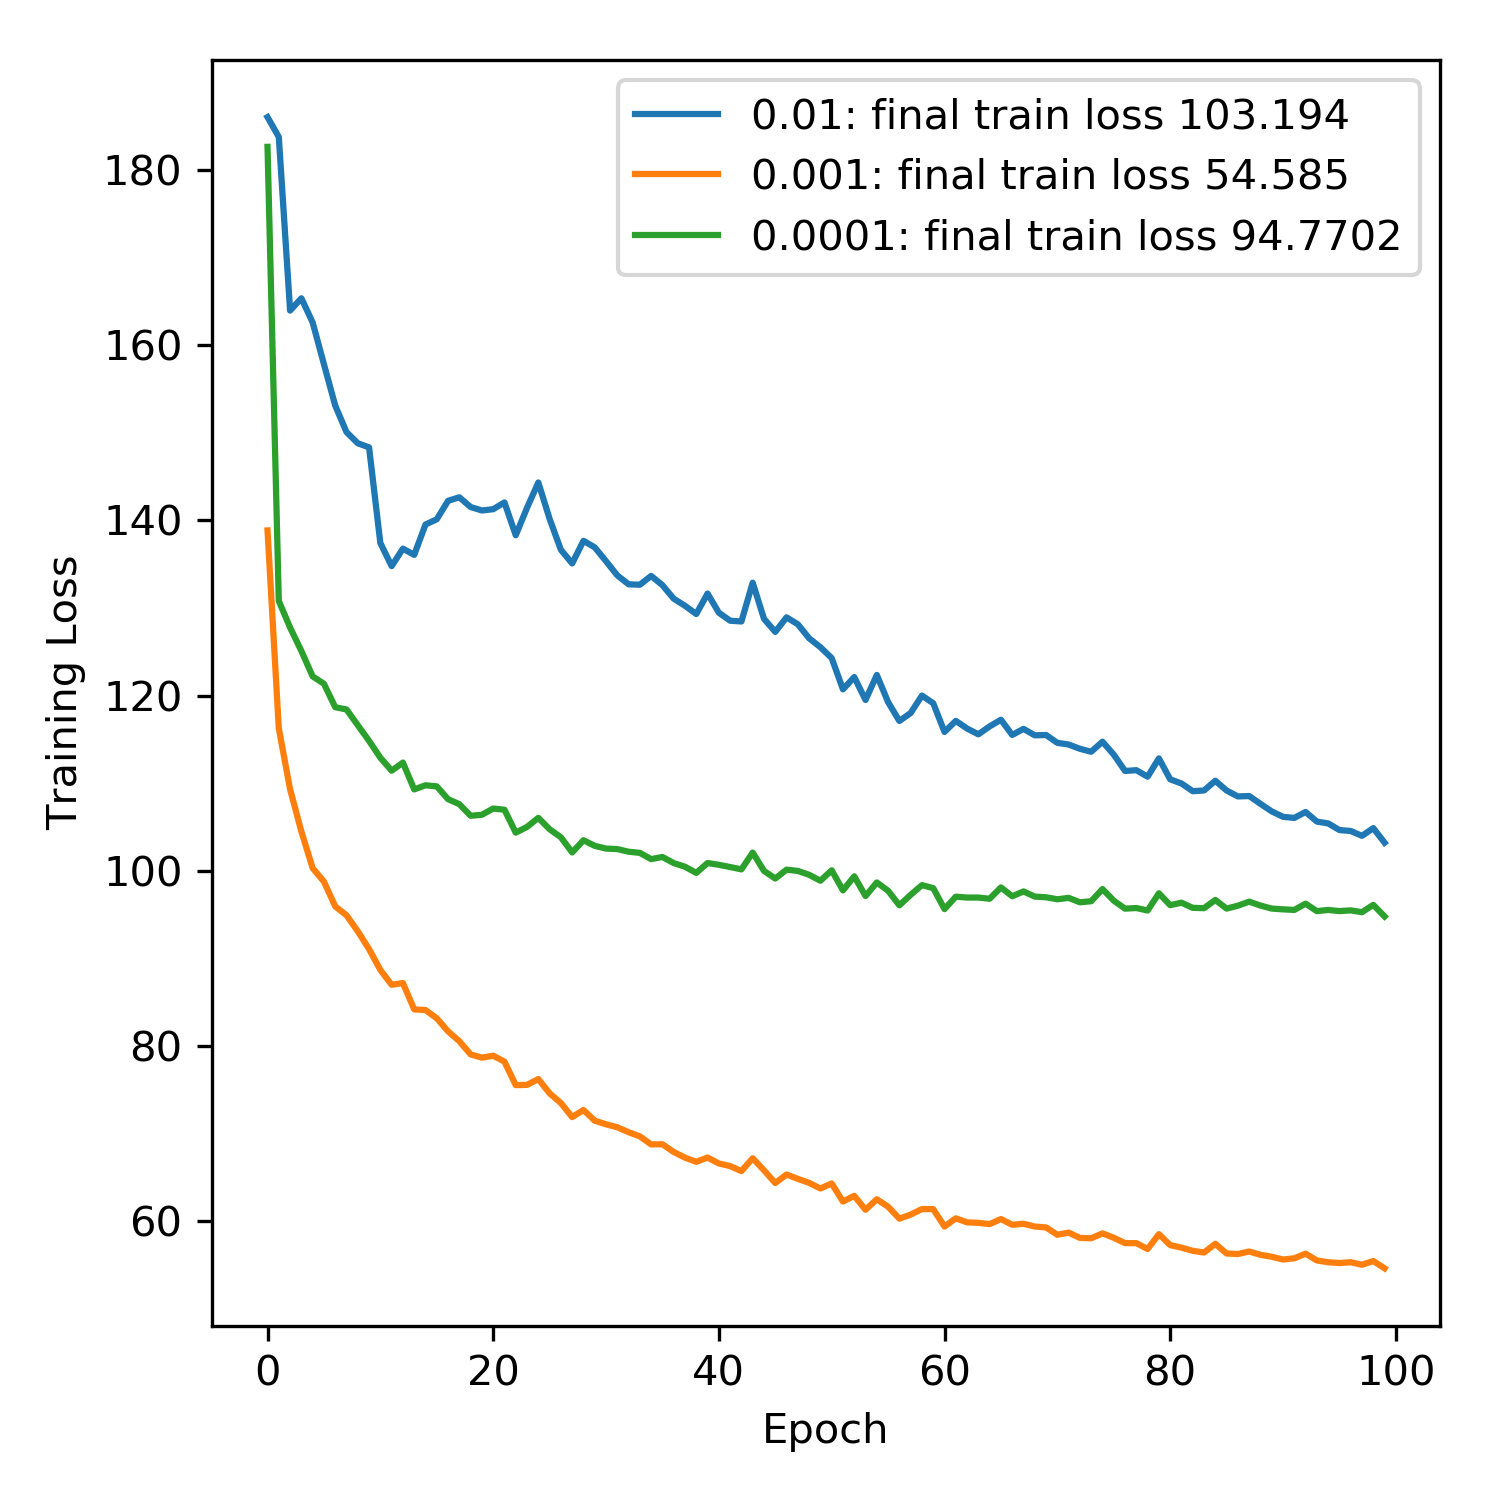 0.01: final train loss 103.194
0.001: final train loss 54.585
0.0001: final train loss 94.7702
180
160
140
120
100
80
60
Training Loss
0 20 40 60 80 100
Epoch